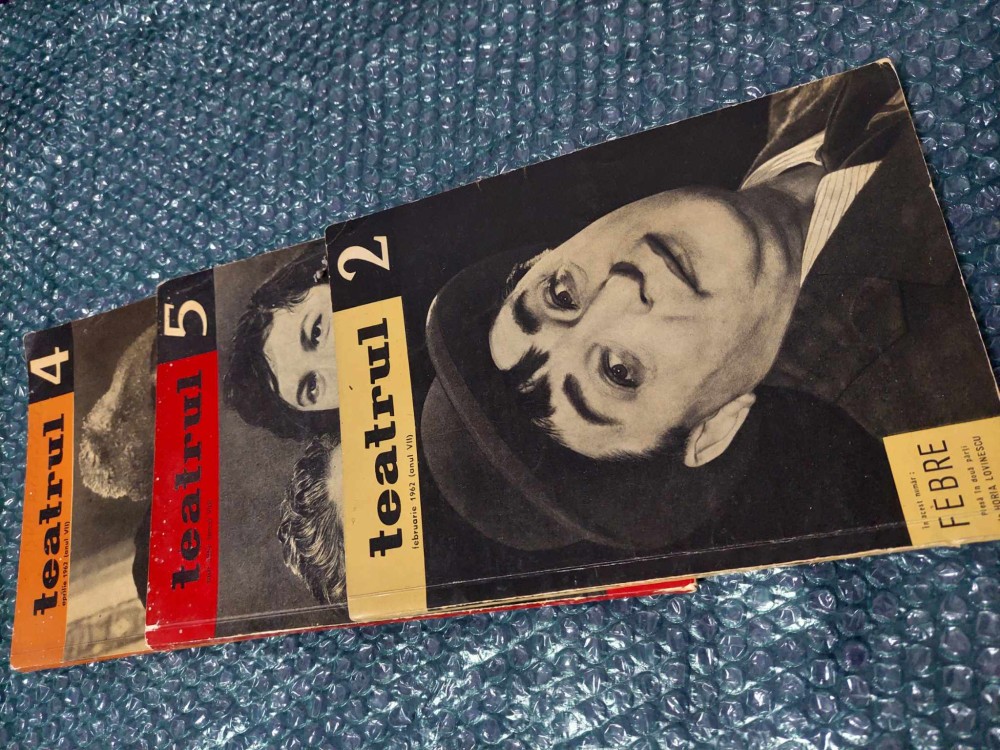 4
teatrul
aprilie 1962 (anul VII)
5
teatrul
2
teatrul
februarie 1962 (anul VII)
în acest număr:
FEBRE
piesă în două părți
HORIA LOVINESCU